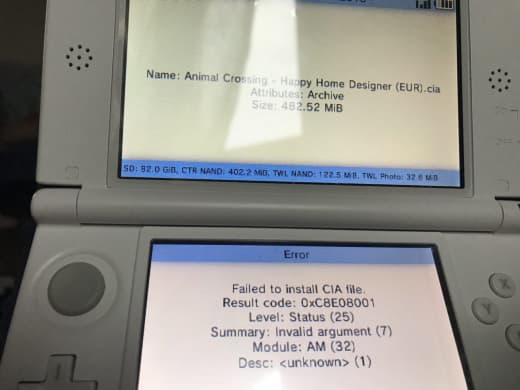 Name: Animal Crossing - Happy Home Designer (EUR).cia
Attributes: Archive
Size: 482.52 MiB
SD: 82.0 GiB, CTR NAND: 402.2 MiB, TWL NAND: 122.5 MiB, TWL Photo: 32.6 MiB
Error
Failed to install CIA file.
Result code: 0xC8E08001
Level: Status (25)
Summary: Invalid argument (7)
Module: AM (32)
Desc: <unknown> (1)
X
Y